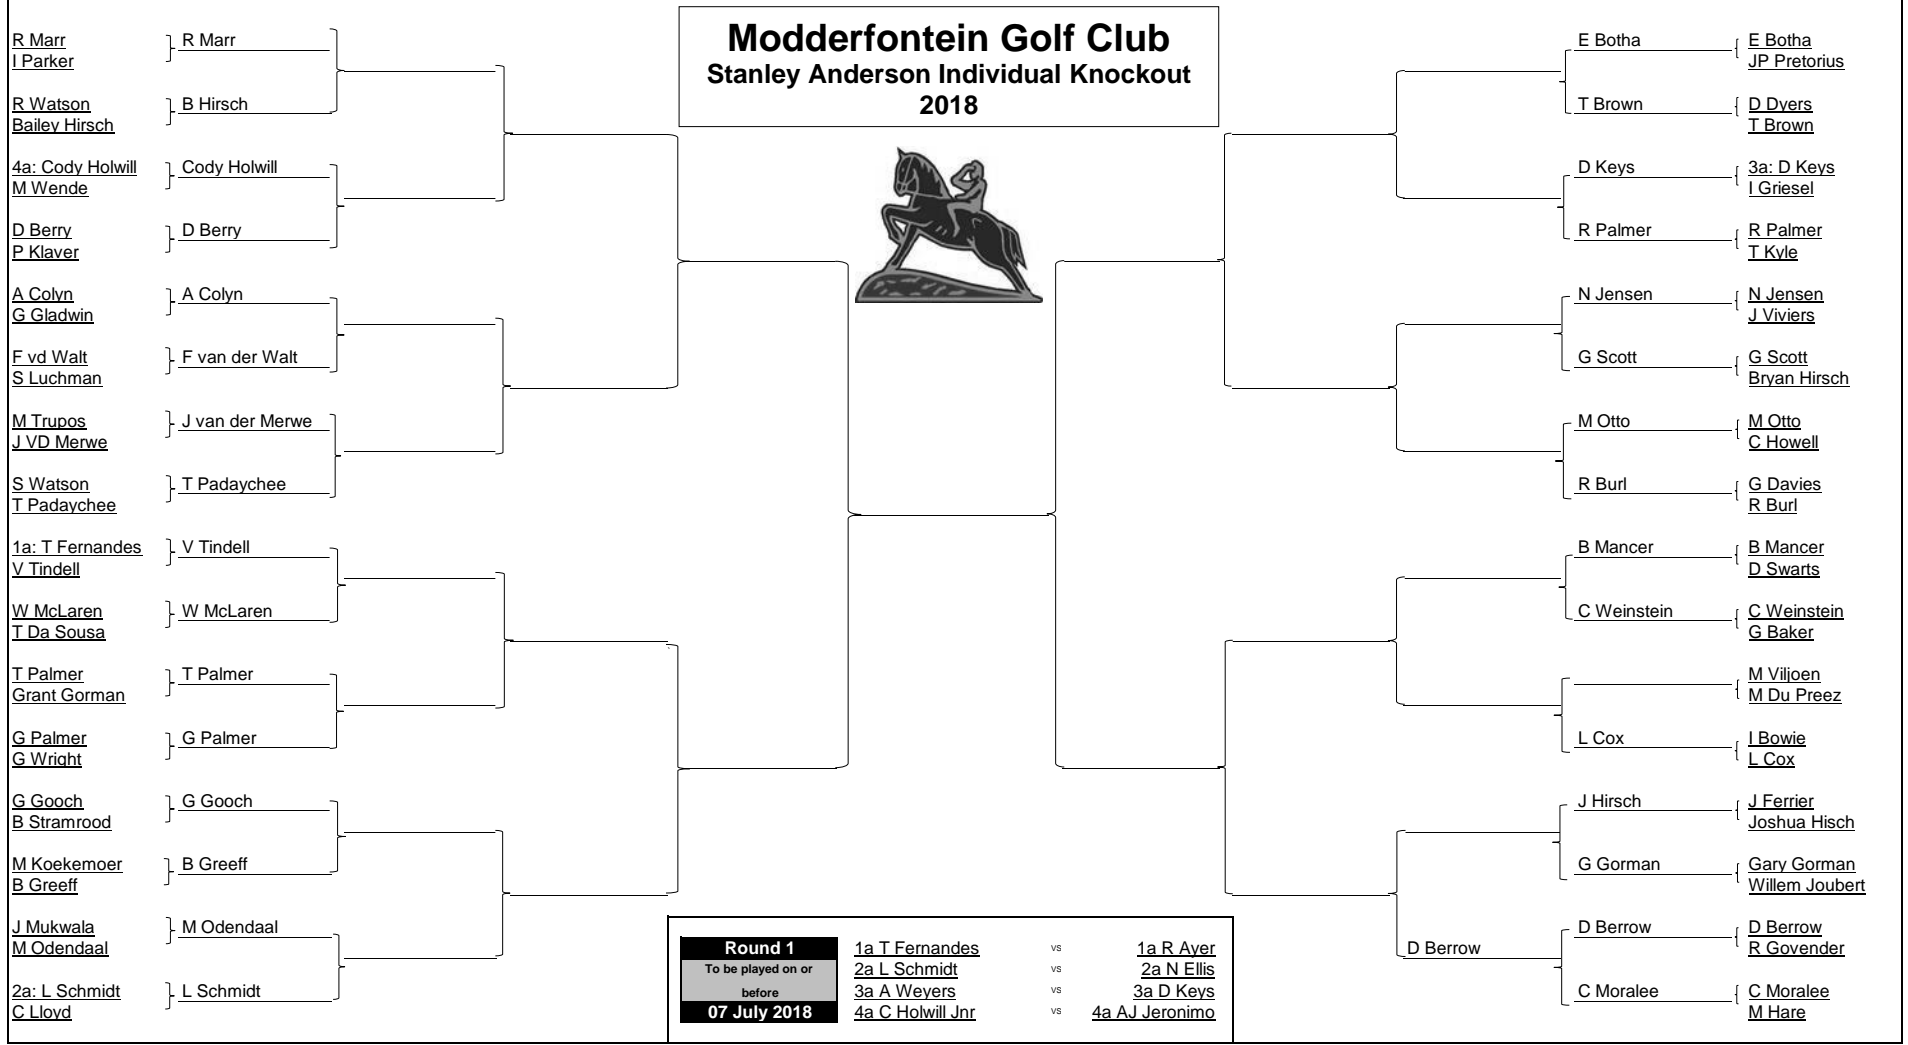 Modderfontein Golf Club
Stanley Anderson Individual Knockout
2018
R Marr
I Parker
R Watson
Bailey Hirsch
4a: Cody Holwill
M Wende
D Berry
P Klaver
A Colyn
G Gladwin
F vd Walt
S Luchman
M Trupos
J VD Merwe
S Watson
T Padaychee
1a: T Fernandes
V Tindell
W McLaren
T Da Sousa
T Palmer
Grant Gorman
G Palmer
G Wright
G Gooch
B Stramrood
M Koekemoer
B Greeff
J Mukwala
M Odendaal
2a: L Schmidt
C Lloyd
R Marr
B Hirsch
Cody Holwill
D Berry
A Colyn
F van der Walt
J van der Merwe
T Padaychee
V Tindell
W McLaren
T Palmer
G Palmer
G Gooch
B Greeff
M Odendaal
L Schmidt
D Berrow
E Botha
T Brown
D Keys
R Palmer
N Jensen
G Scott
M Otto
R Burl
B Mancer
C Weinstein
L Cox
J Hirsch
G Gorman
D Berrow
C Moralee
E Botha
JP Pretorius
D Dyers
T Brown
3a: D Keys
I Griesel
R Palmer
T Kyle
N Jensen
J Viviers
G Scott
Bryan Hirsch
M Otto
C Howell
G Davies
R Burl
B Mancer
D Swarts
C Weinstein
G Baker
M Viljoen
M Du Preez
I Bowie
L Cox
J Ferrier
Joshua Hisch
Gary Gorman
Willem Joubert
D Berrow
R Govender
C Moralee
M Hare
Round 1
To be played on or
before
07 July 2018
1a T Fernandes vs 1a R Ayer
2a L Schmidt vs 2a N Ellis
3a A Weyers vs 3a D Keys
4a C Holwill Jnr vs 4a AJ Jeronimo